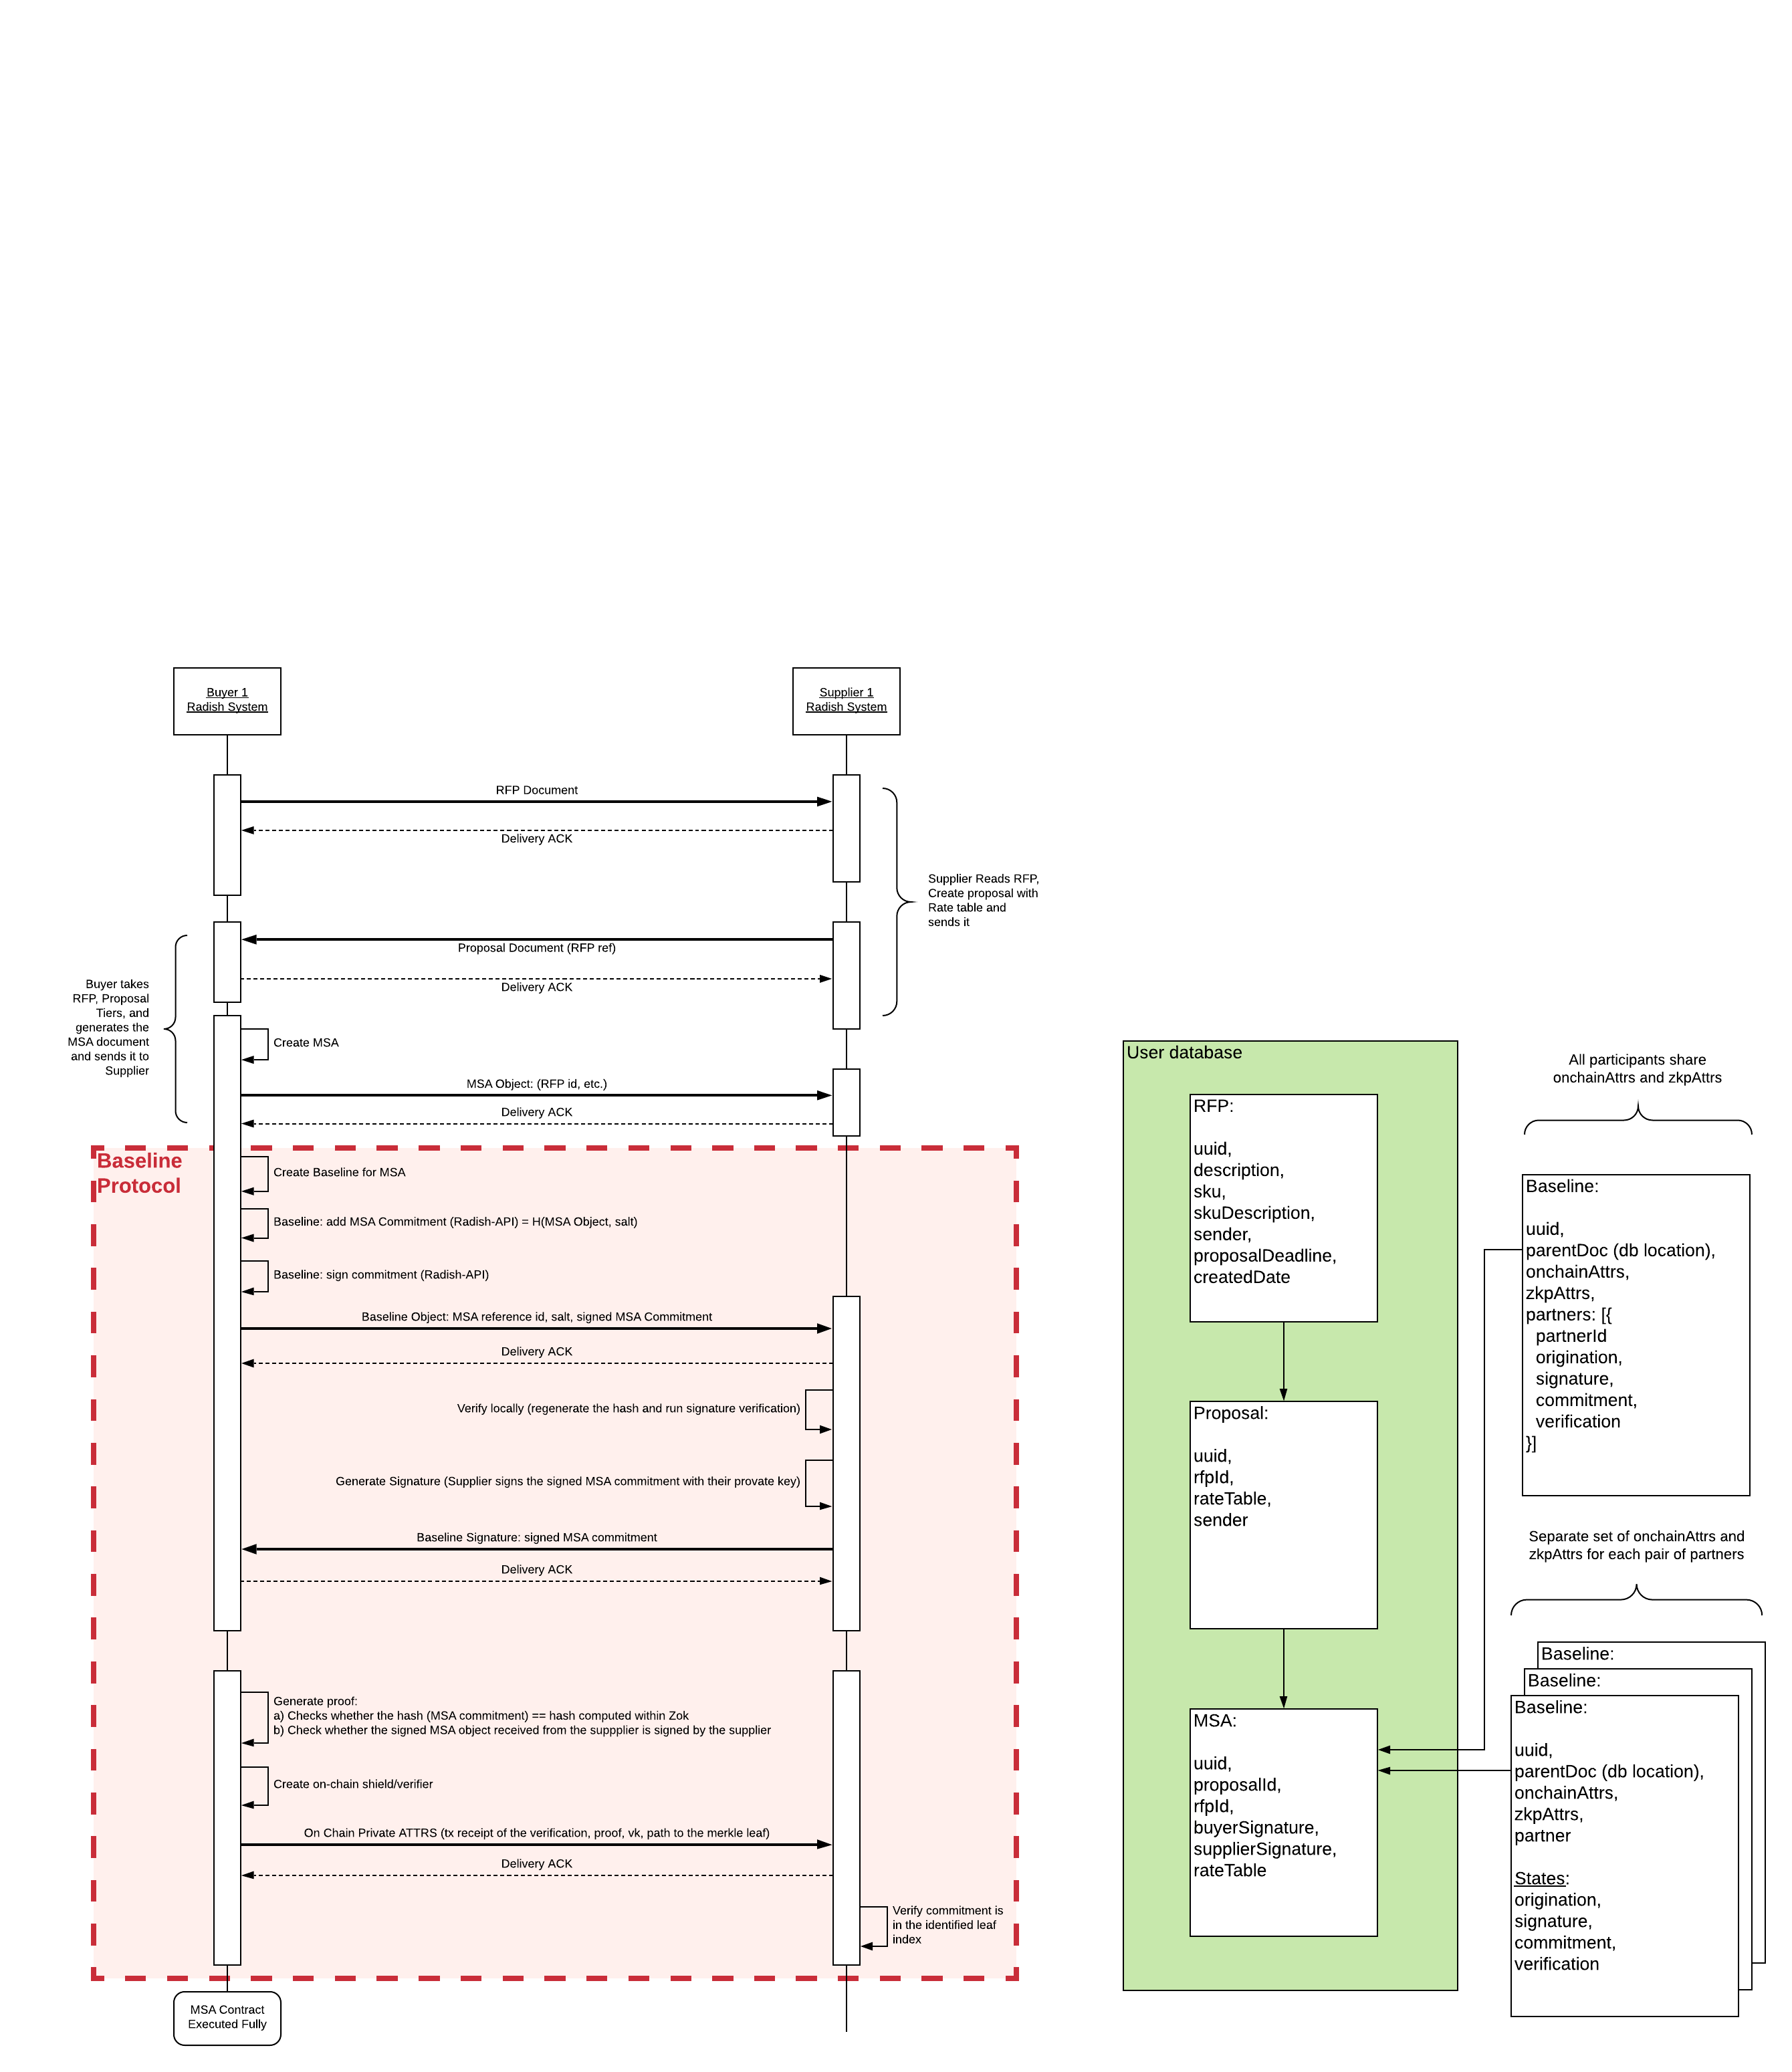 Buyer 1
Radish System
Supplier 1
Radish System
RFP Document
Delivery ACK
Supplier Reads RFP,
Create proposal with
Rate table and
sends it
Proposal Document (RFP ref)
Delivery ACK
Buyer takes
RFP, Proposal
Tiers, and
generates the
MSA document
and sends it to
Supplier
Create MSA
MSA Object: (RFP id, etc.)
Delivery ACK
Baseline
Protocol
Create Baseline for MSA
Baseline: add MSA Commitment (Radish-API) = H(MSA Object, salt)
Baseline: sign commitment (Radish-API)
Baseline Object: MSA reference id, salt, signed MSA Commitment
Delivery ACK
Verify locally (regenerate the hash and run signature verification)
Generate Signature (Supplier signs the signed MSA commitment with their provate key)
Baseline Signature: signed MSA commitment
Delivery ACK
Generate proof:
a) Checks whether the hash (MSA commitment) == hash computed within Zok
b) Check whether the signed MSA object received from the suppplier is signed by the supplier
Create on-chain shield/verifier
On Chain Private ATTRS (tx receipt of the verification, proof, vk, path to the merkle leaf)
Delivery ACK
Verify commitment is
in the identified leaf
index
MSA Contract
Executed Fully
User database
RFP:
uuid,
description,
sku,
skuDescription,
sender,
proposalDeadline,
createdDate
Proposal:
uuid,
rfpId,
rateTable,
sender
MSA:
uuid,
proposalId,
rfpId,
buyerSignature,
supplierSignature,
rateTable
All participants share
onchainAttrs and zkpAttrs
Baseline:
uuid,
parentDoc (db location),
onchainAttrs,
zkpAttrs,
partners: [{
partnerId
origination,
signature,
commitment,
verification
}]
Separate set of onchainAttrs and
zkpAttrs for each pair of partners
Baseline:
Baseline:
Baseline:
uuid,
parentDoc (db location),
onchainAttrs,
zkpAttrs,
partner
States:
origination,
signature,
commitment,
verification